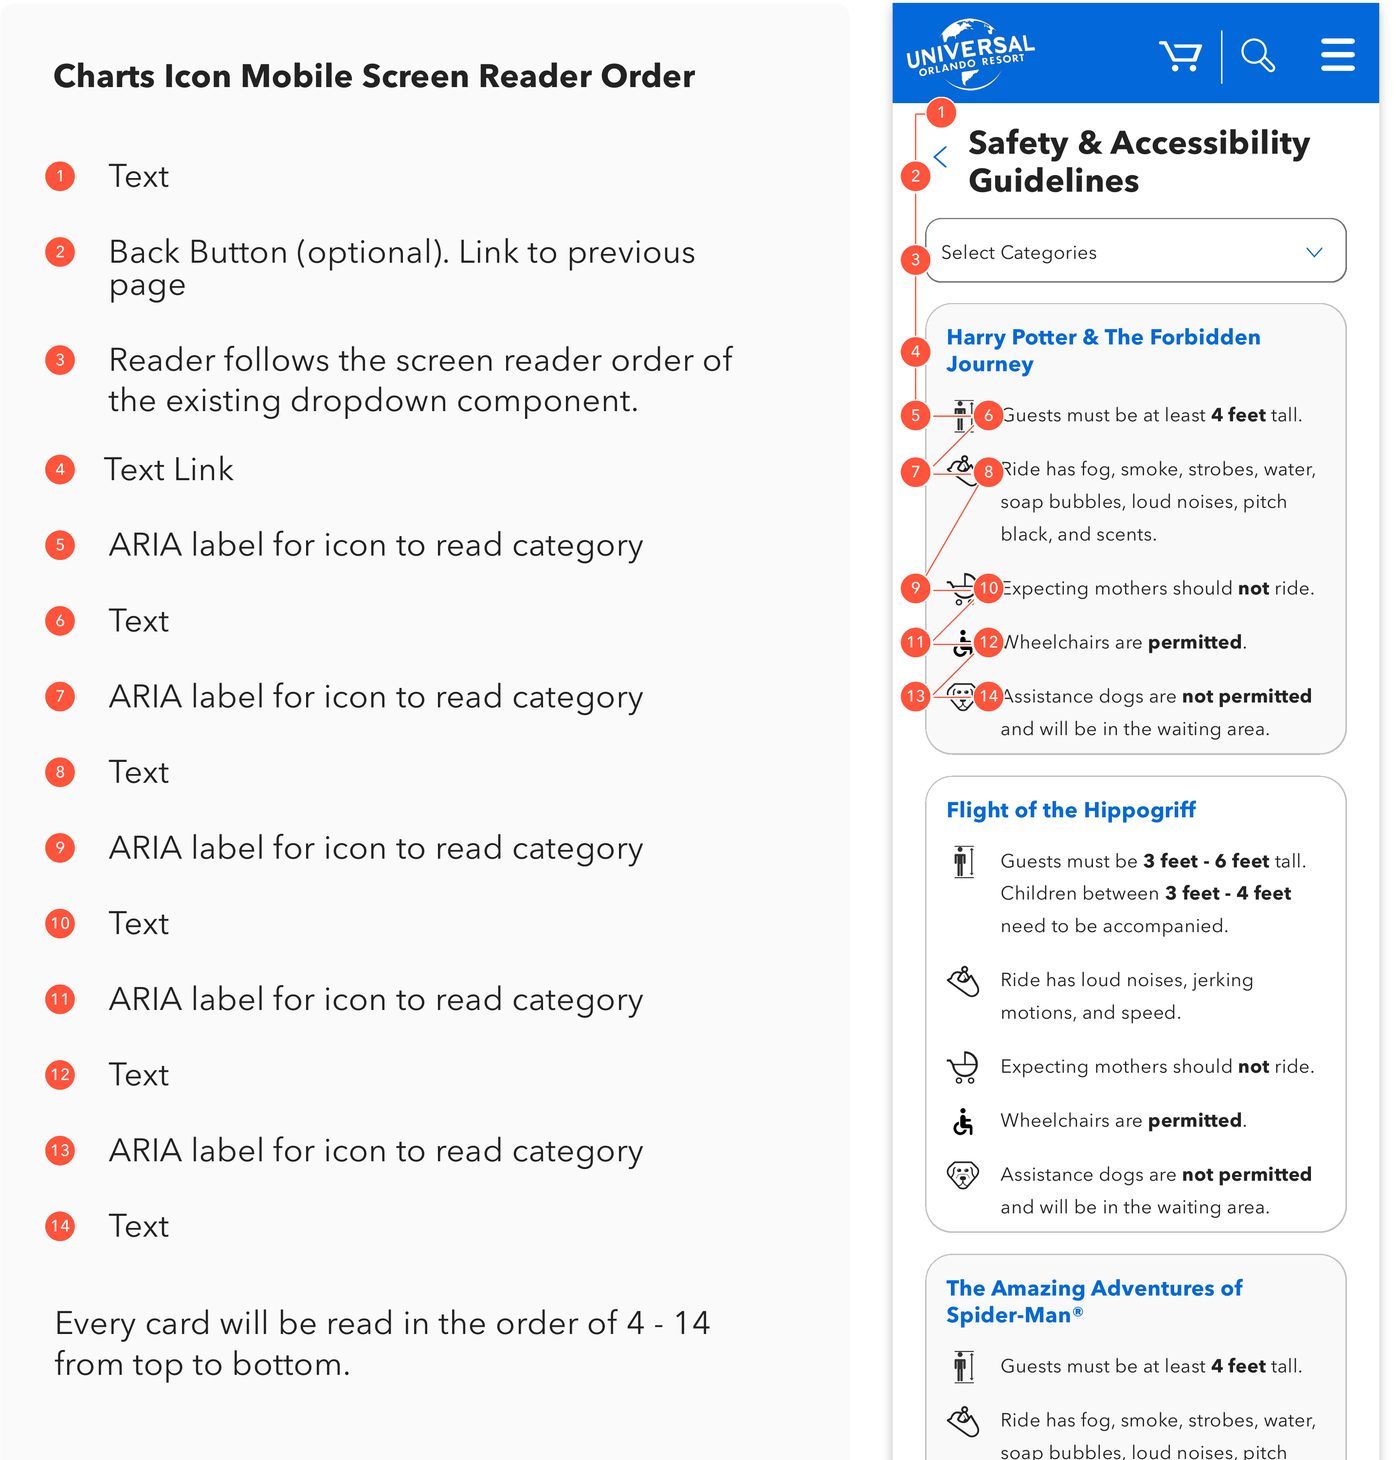 Charts Icon Mobile Screen Reader Order
1 Text
2 Back Button (optional). Link to previous
page
3 Reader follows the screen reader order of
the existing dropdown component.
4 Text Link
5 ARIA label for icon to read category
6 Text
7 ARIA label for icon to read category
8 Text
9 ARIA label for icon to read category
10 Text
11 ARIA label for icon to read category
12 Text
13 ARIA label for icon to read category
14 Text
Every card will be read in the order of 4 - 14
from top to bottom.
UNIVERSAL
ORLANDO RESORT
1
Safety & Accessibility
2
Guidelines
3 Select Categories
Harry Potter & The Forbidden
4
Journey
5 6 Guests must be at least 4 feet tall.
7 8 Ride has fog, smoke, strobes, water,
soap bubbles, loud noises, pitch
black, and scents.
9 10 Expecting mothers should not ride.
11 12 Wheelchairs are permitted.
13 14 Assistance dogs are not permitted
and will be in the waiting area.
Flight of the Hippogriff
Guests must be 3 feet - 6 feet tall.
Children between 3 feet - 4 feet
need to be accompanied.
Ride has loud noises, jerking
motions, and speed.
Expecting mothers should not ride.
Wheelchairs are permitted.
Assistance dogs are not permitted
and will be in the waiting area.
The Amazing Adventures of
Spider-Man®
Guests must be at least 4 feet tall.
Ride has fog, smoke, strobes, water,
soap bubbles, loud noises, pitch